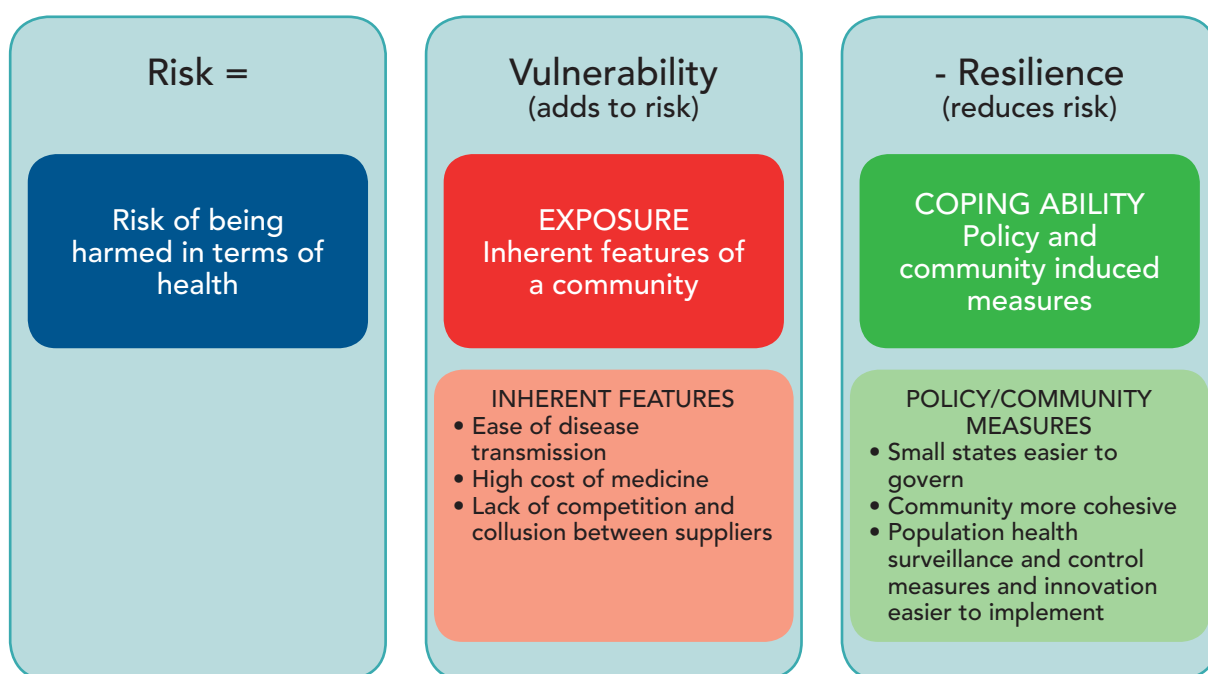 Risk =
Risk of being
harmed in terms of
health
Vulnerability
(adds to risk)
EXPOSURE
Inherent features of
a community
INHERENT FEATURES
• Ease of disease
transmission
• High cost of medicine
• Lack of competition and
collusion between suppliers
- Resilience
(reduces risk)
COPING ABILITY
Policy and
community induced
measures
POLICY/COMMUNITY
MEASURES
• Small states easier to
govern
• Community more cohesive
• Population health
surveillance and control
measures and innovation
easier to implement